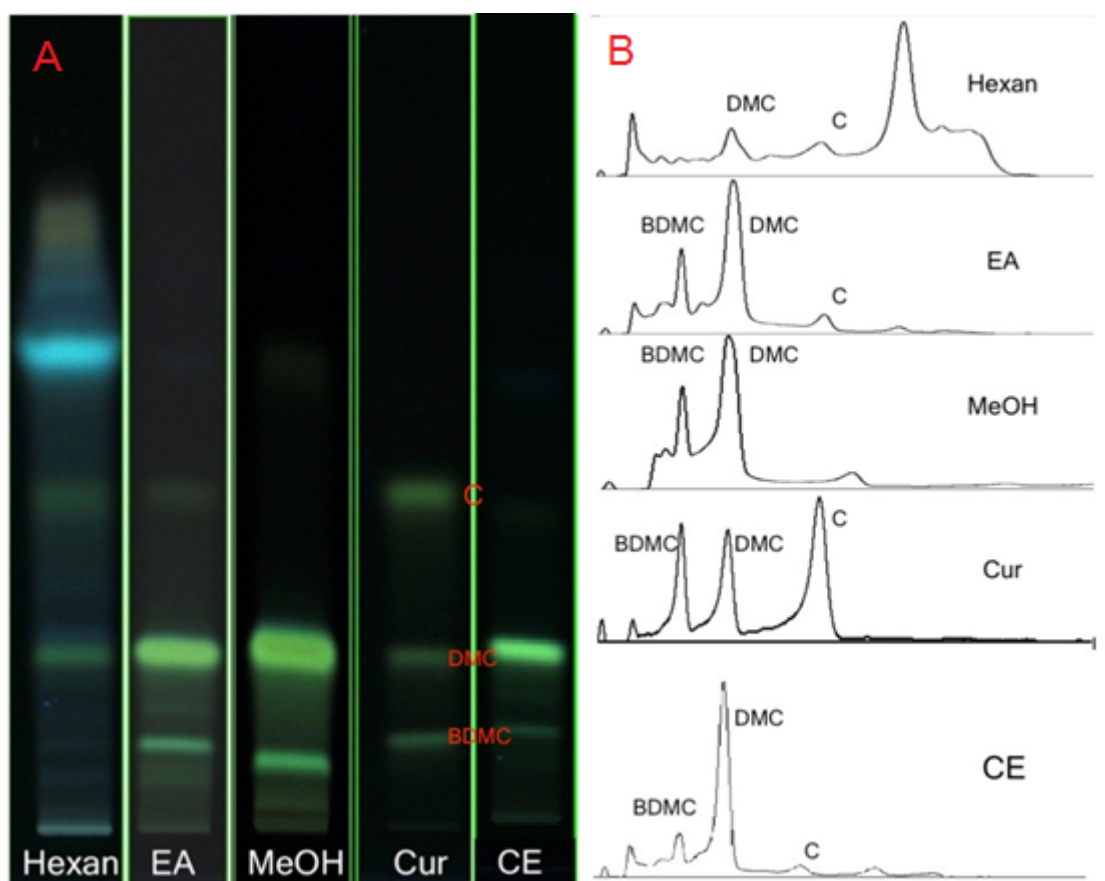 A
C
DMC
BDMC
Hexan EA MeOH Cur CE
B
Hexan
DMC
C
EA
BDMC DMC
C
BDMC DMC
MeOH
C
BDMC DMC
Cur
DMC
CE
BDMC
C